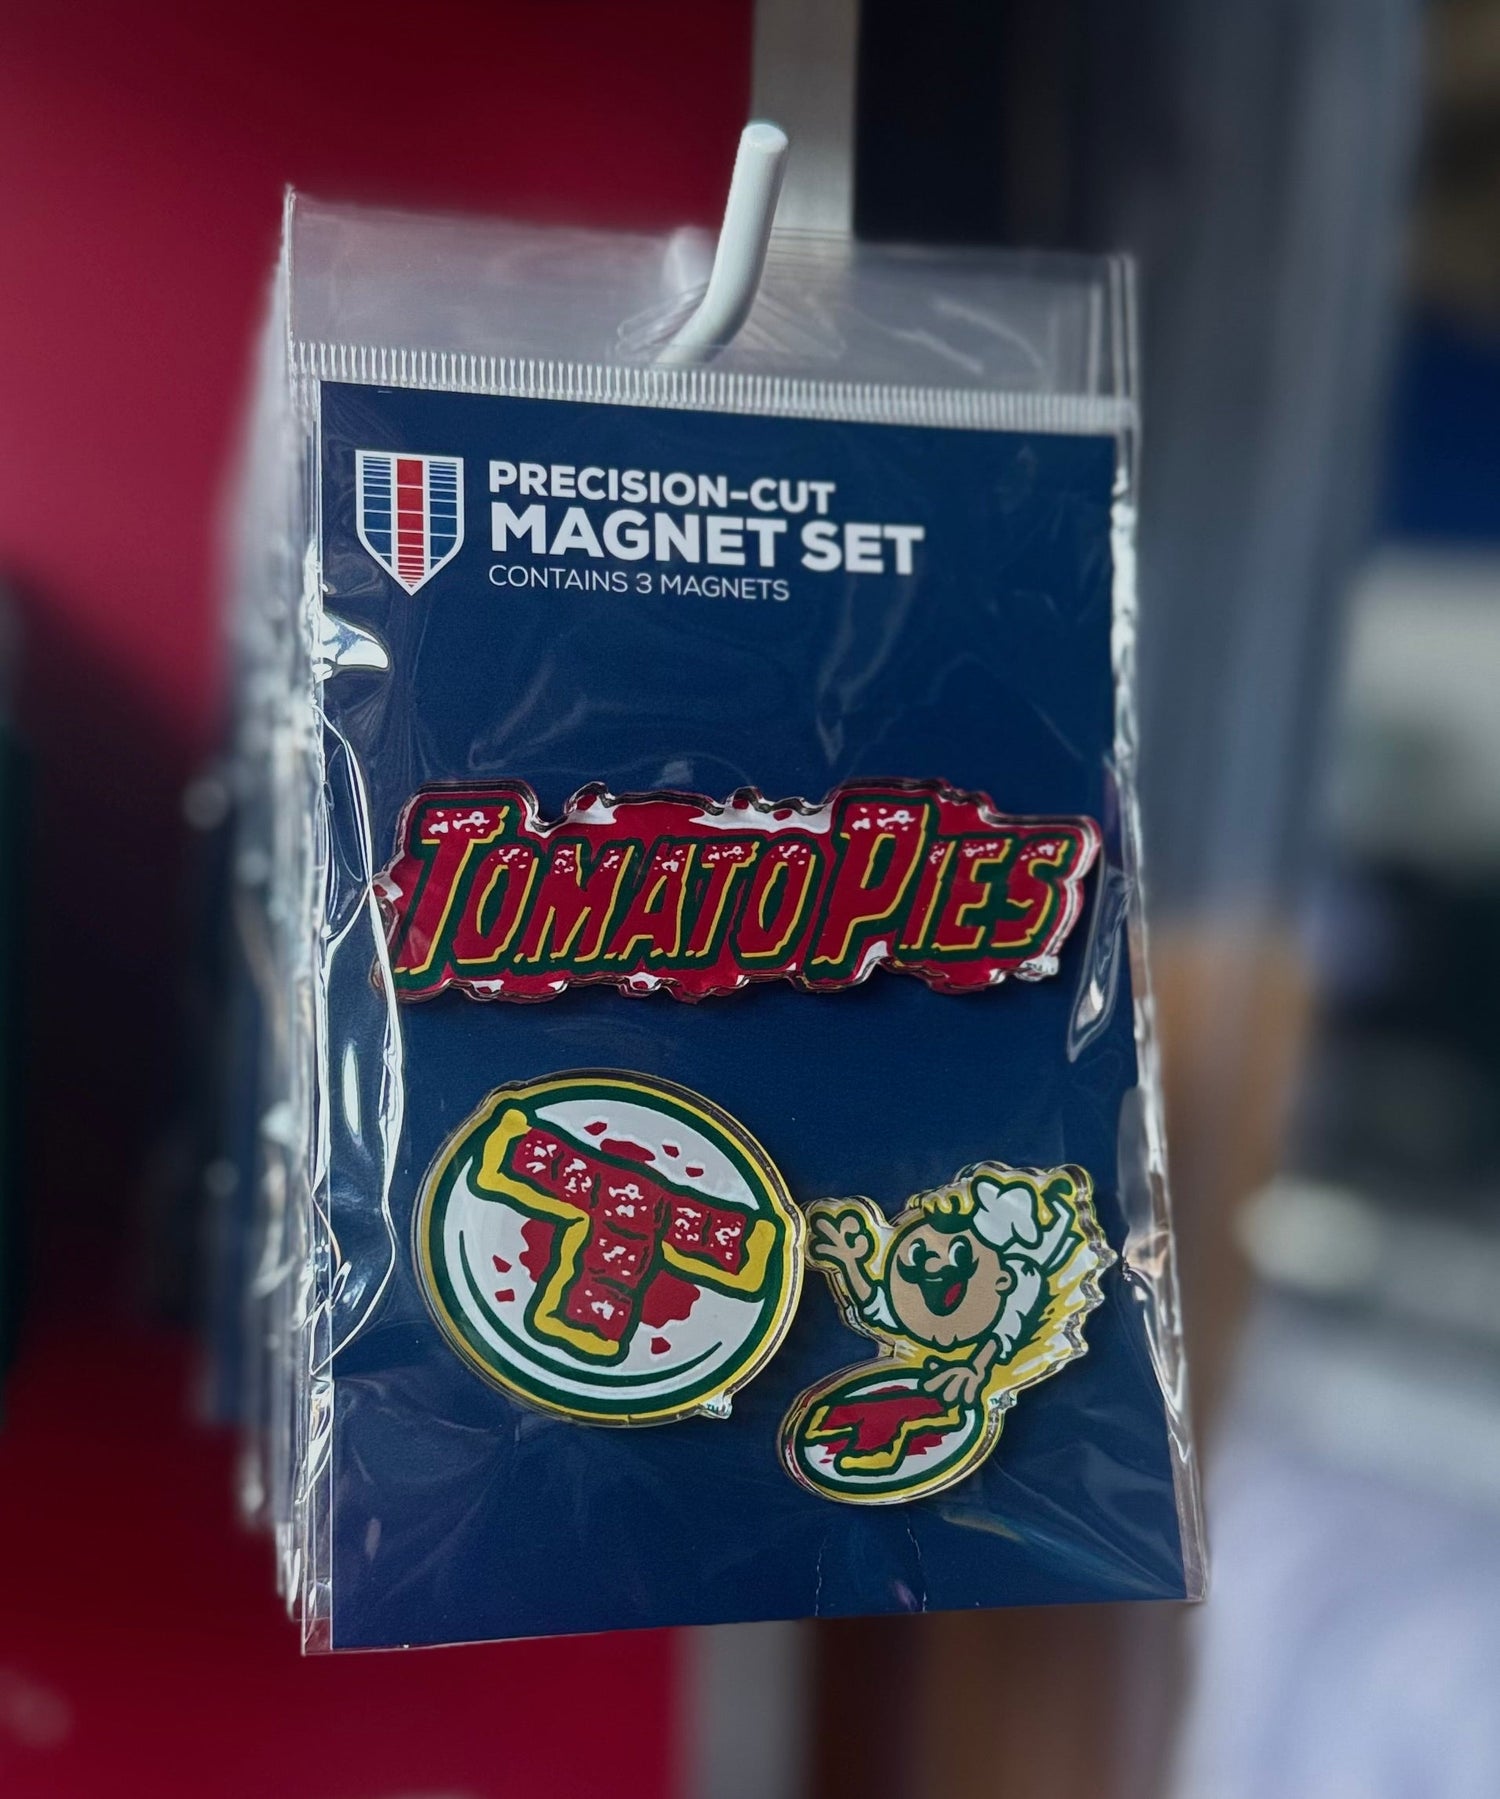 PRECISION-CUT
MAGNET SET
CONTAINS 3 MAGNETS
TOMATO PIES
T
T